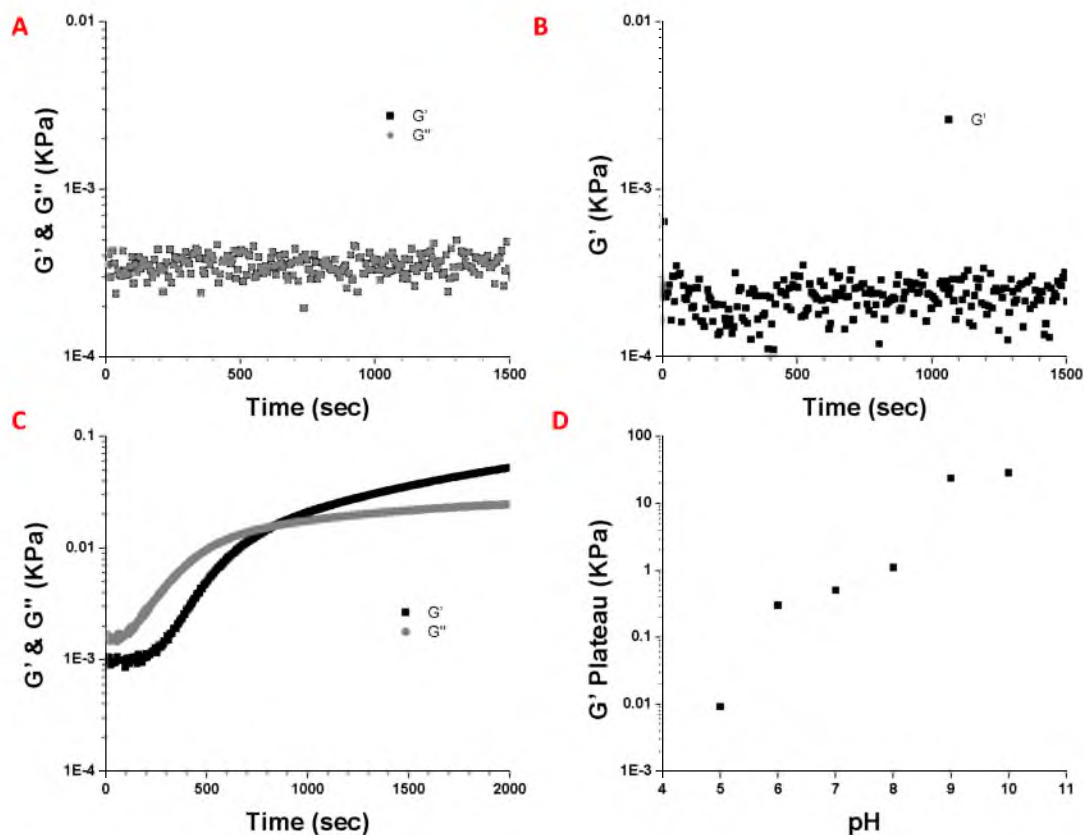 A
0.01
G' & G" (KPa)
1E-3
1E-4
G'
G"
0
500
1000
1500
Time (sec)
B
0.01
G' (KPa)
1E-3
1E-4
G'
0
500
1000
1500
Time (sec)
C
0.1
0.01
G' & G" (KPa)
1E-3
1E-4
G'
G"
0
500
1000
1500
2000
Time (sec)
D
100
10
1
G' Plateau (KPa)
0.1
0.01
1E-3
4
5
6
7
8
9
10
11
pH